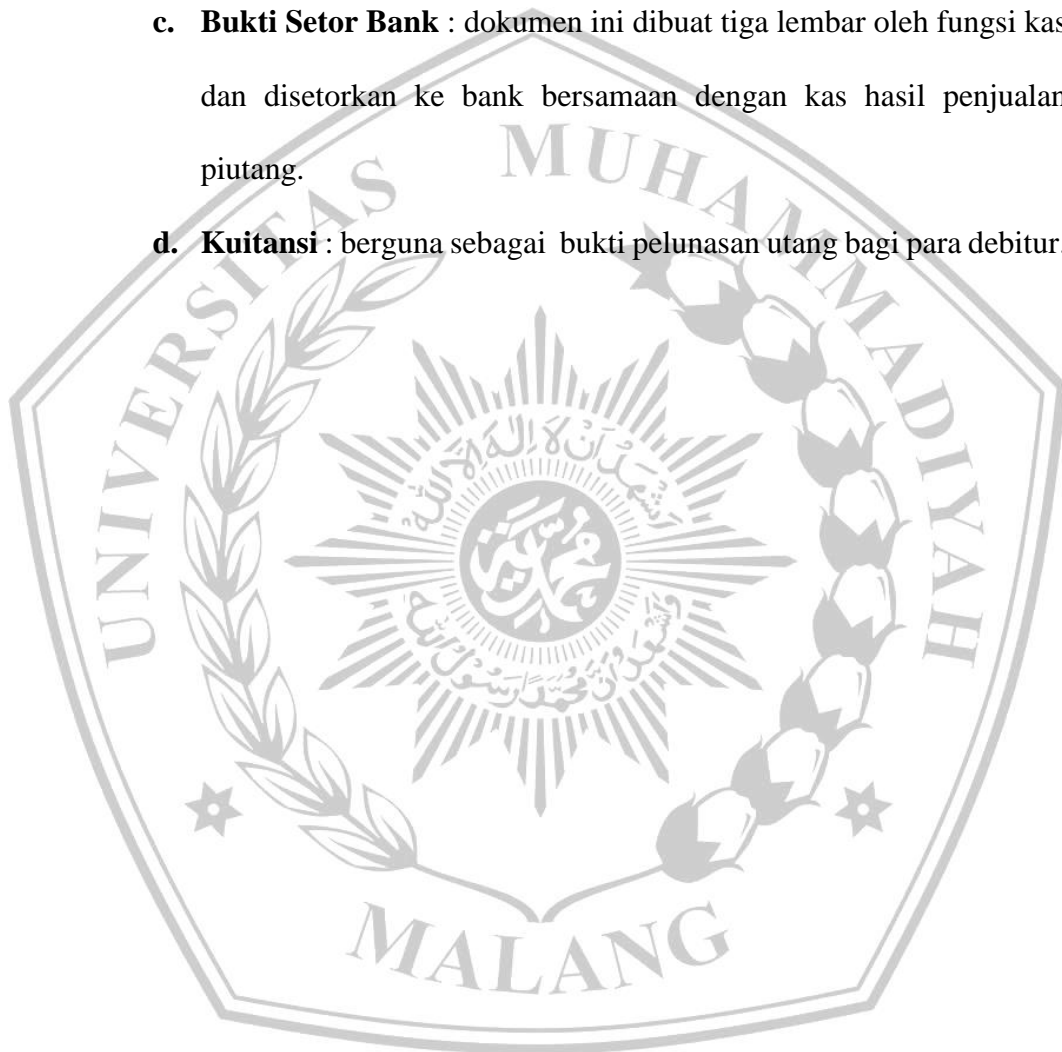 c. Bukti Setor Bank : dokumen ini dibuat tiga lembar oleh fungsi kas
dan disetorkan ke bank bersamaan dengan kas hasil penjualan
piutang.
d. Kuitansi : berguna sebagai bukti pelunasan utang bagi para debitur.
UNIVERSITAS MUHAMMADIYAH
MALANG